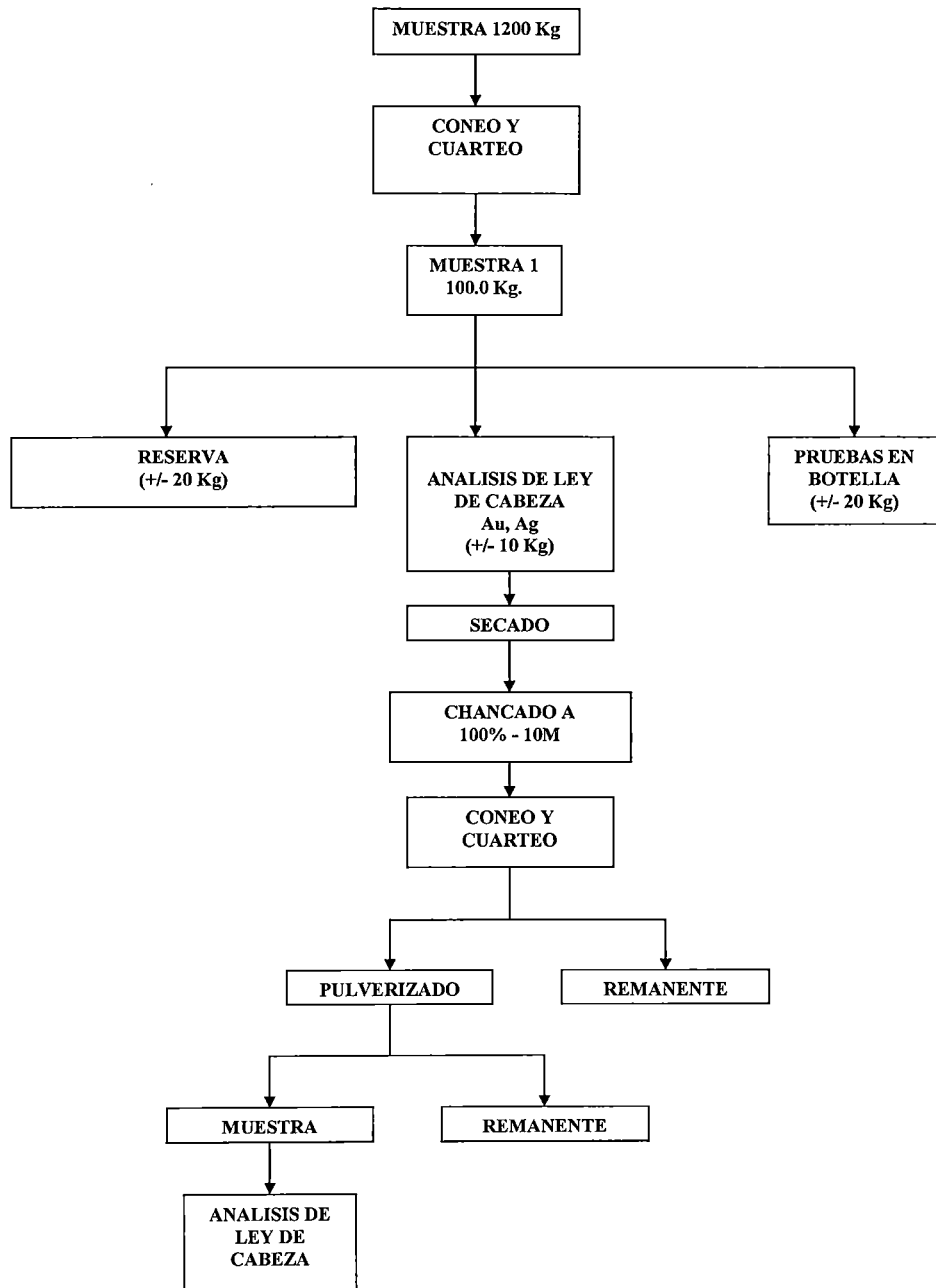 MUESTRA 1200 Kg
CONEO Y
CUARTEO
MUESTRA 1
100.0 Kg.
RESERVA
(+/- 20 Kg)
ANALISIS DE LEY
DE CABEZA
Au, Ag
(+/- 10 Kg)
PRUEBAS EN
BOTELLA
(+/- 20 Kg)
SECADO
CHANCADO A
100% - 10M
CONEO Y
CUARTEO
PULVERIZADO
REMANENTE
MUESTRA
REMANENTE
ANALISIS DE
LEY DE
CABEZA